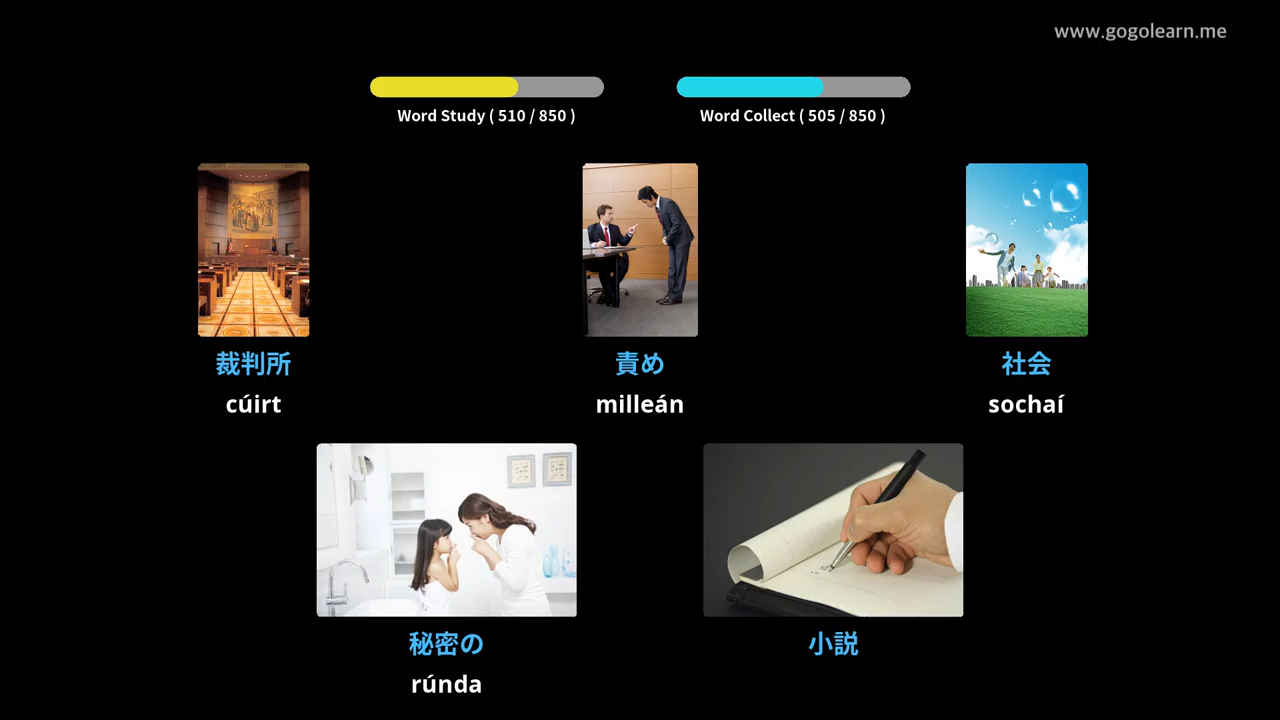 www.gogolearn.me
Word Study ( 510 / 850 )
Word Collect ( 505 / 850 )
裁判所
cúirt
責め
milleán
社会
sochaí
秘密の
rúnda
小説